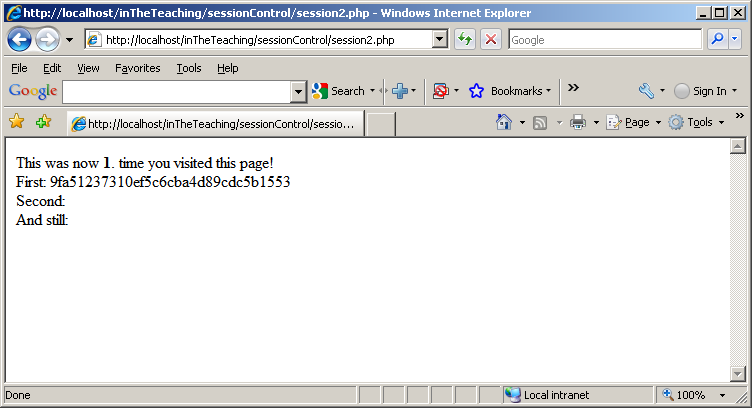 http://localhost/inTheTeaching/sessionControl/session2.php - Windows Internet Explorer
http://localhost/inTheTeaching/sessionControl/session2.php Google
File Edit View Favorites Tools Help
Google Search Bookmarks Sign In
http://localhost/inTheTeaching/sessionControl/sessio... Page Tools
This was now 1. time you visited this page!
First: 9fa51237310ef5c6cba4d89cdc5b1553
Second:
And still:
Done Local intranet 100%